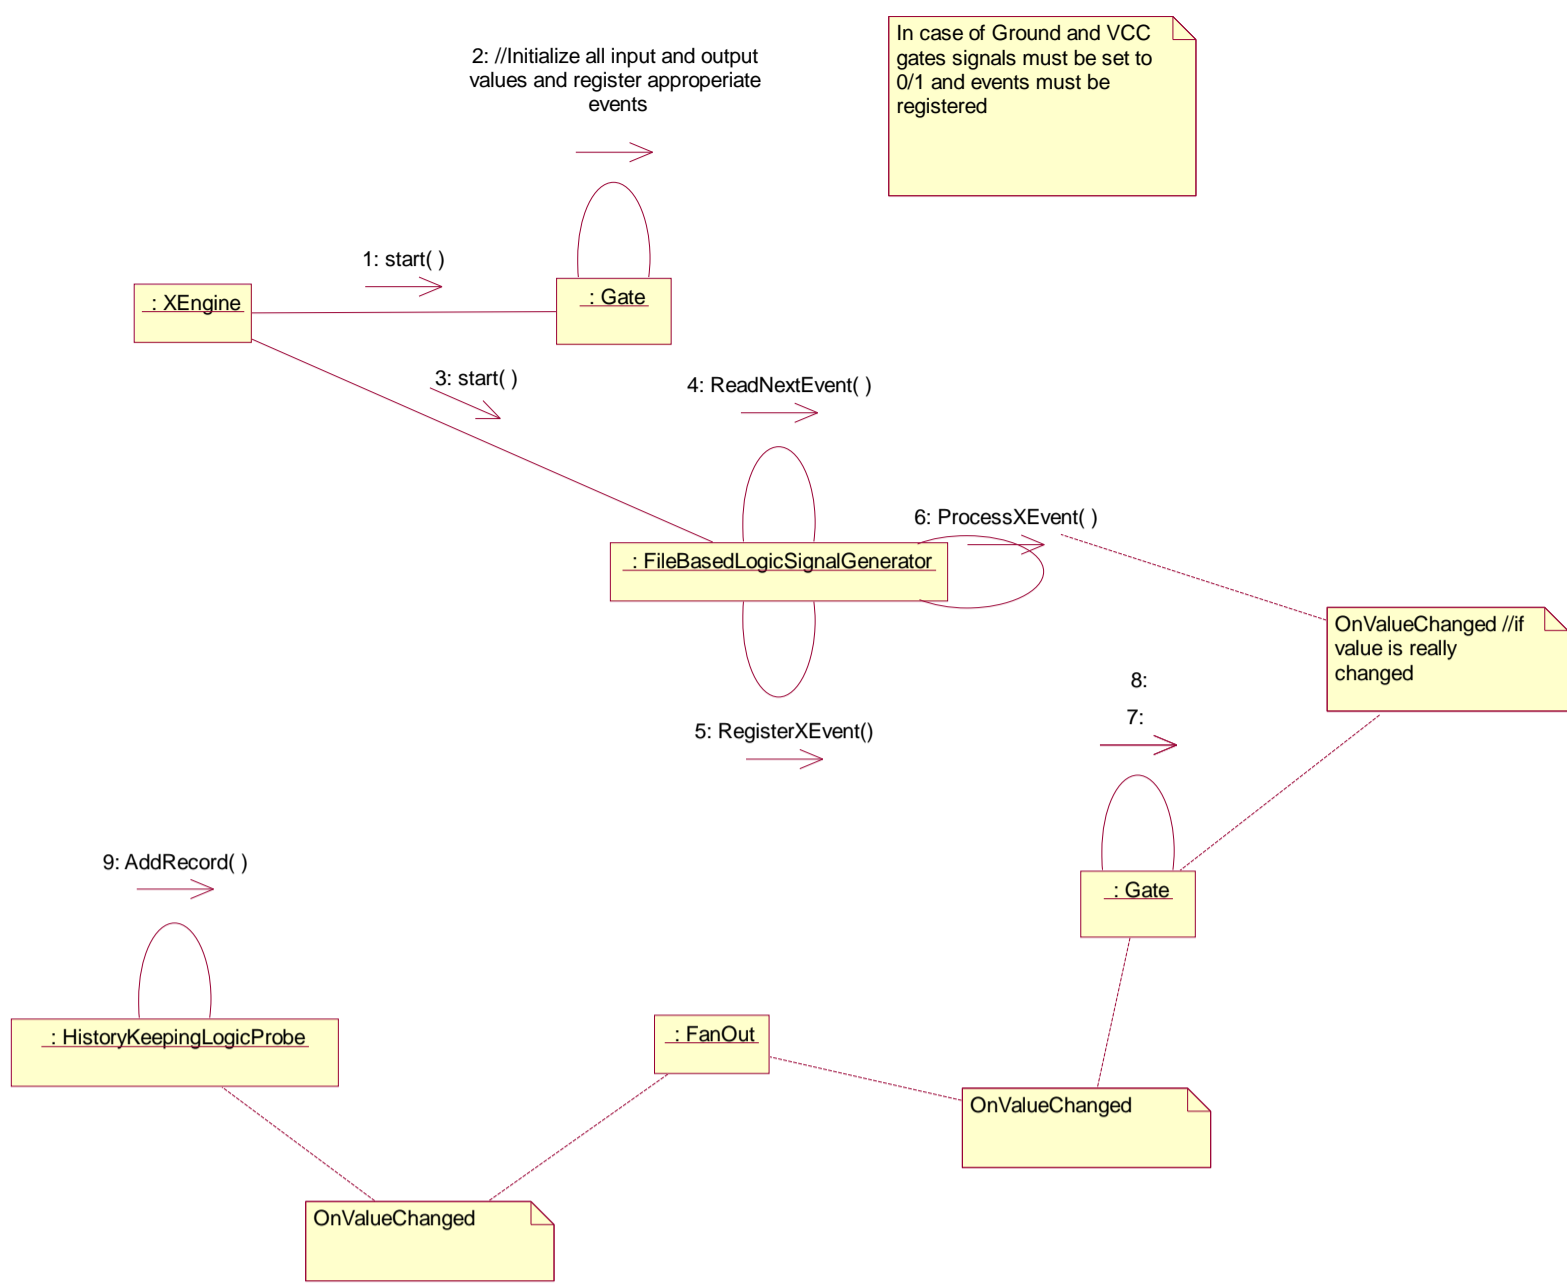 2: //Initialize all input and output
values and register approperiate
events
In case of Ground and VCC
gates signals must be set to
0/1 and events must be
registered
1: start( )
: XEngine
: Gate
3: start( )
4: ReadNextEvent( )
6: ProcessXEvent( )
: FileBasedLogicSignalGenerator
OnValueChanged //if
value is really
changed
8:
7:
5: RegisterXEvent()
9: AddRecord( )
: Gate
: HistoryKeepingLogicProbe
: FanOut
OnValueChanged
OnValueChanged